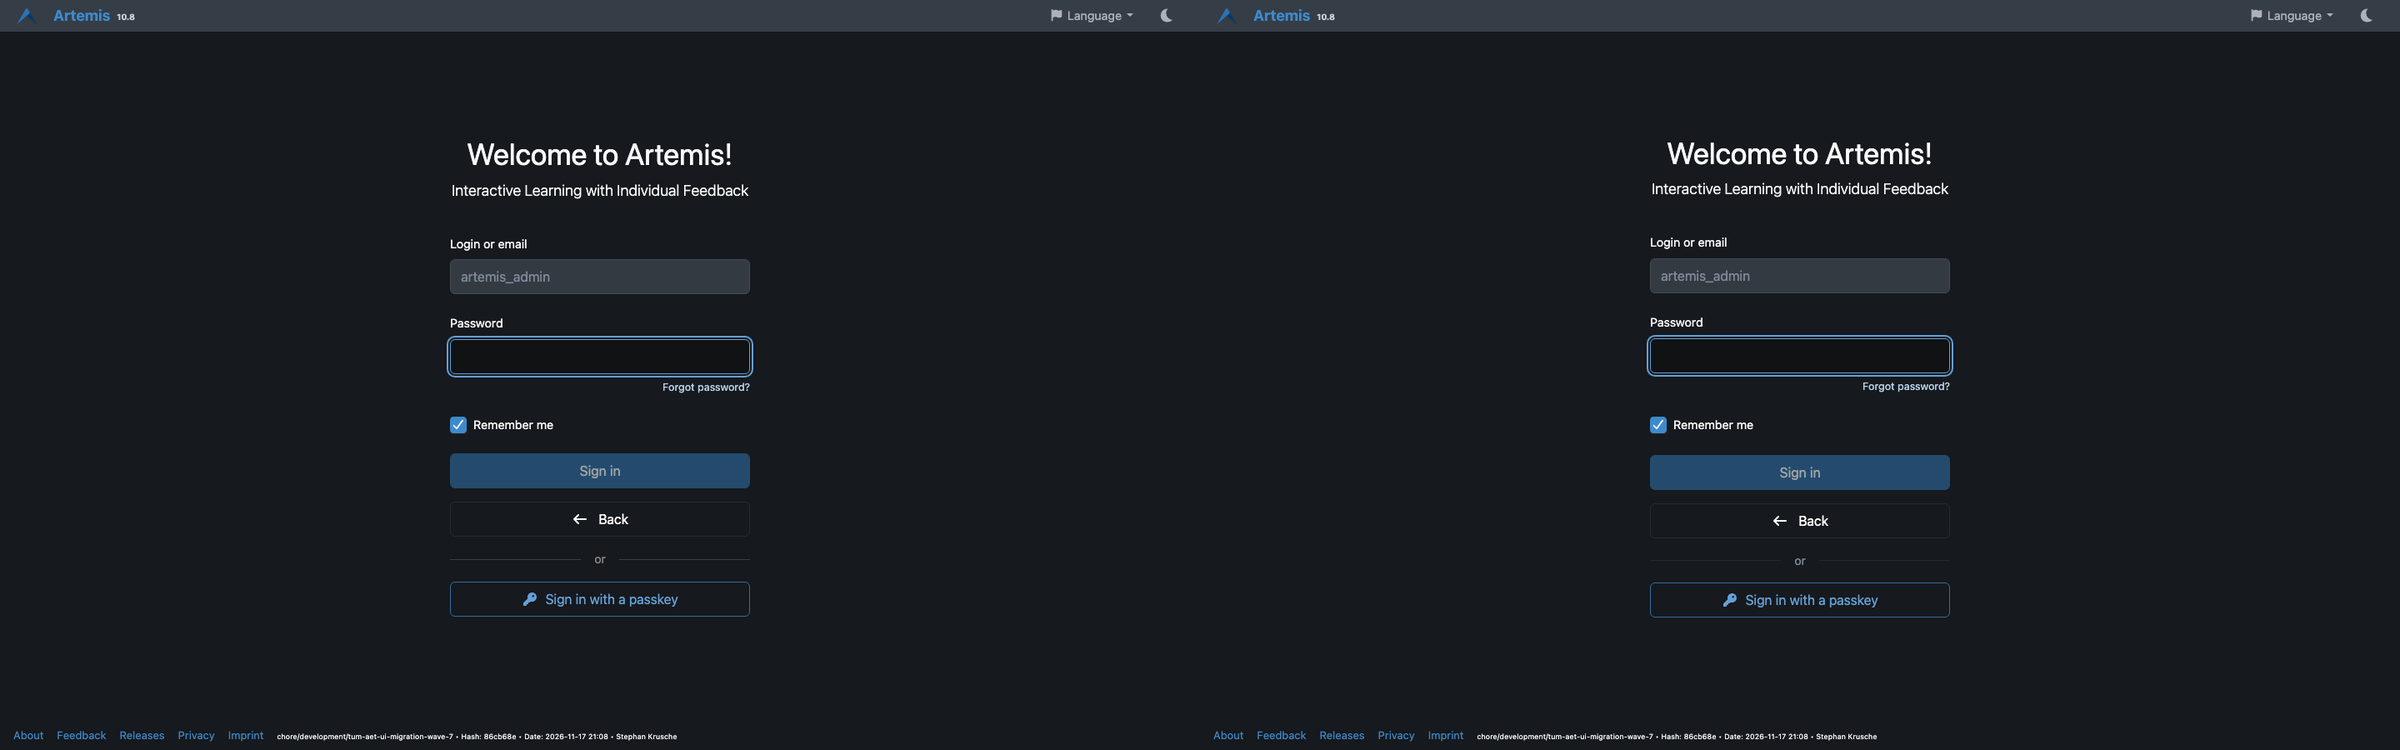 Artemis 10.8 Language
Welcome to Artemis!
Interactive Learning with Individual Feedback
Login or email
artemis_admin
Password
Forgot password?
Remember me
Sign in
Back
or
Sign in with a passkey
About Feedback Releases Privacy Imprint chore/development/tum-aet-ui-migration-wave-7 • Hash: 86cb68e • Date: 2026-11-17 21:08 • Stephan Krusche
Artemis 10.8 Language
Welcome to Artemis!
Interactive Learning with Individual Feedback
Login or email
artemis_admin
Password
Forgot password?
Remember me
Sign in
Back
or
Sign in with a passkey
About Feedback Releases Privacy Imprint chore/development/tum-aet-ui-migration-wave-7 • Hash: 86cb68e • Date: 2026-11-17 21:08 • Stephan Krusche